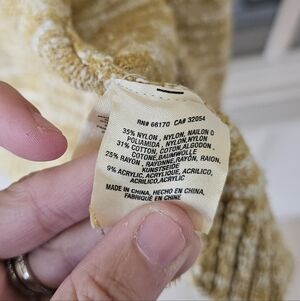 RN# 66170 CA# 32054
35% NYLON, NYLON, NAILON O
POLIAMIDA, NYLON,NYLON
31% COTTON, COTON,ALGODON,
COTONE,BAUMWOLLE
25% RAYON, RAYONNE,RAYON, RAION,
KUNSTSEIDE
9% ACRYLIC, ACRYLIQUE, ACRILICO,
ACRILICO,ACRYLIC
MADE IN CHINA, HECHO EN CHINA,
FABRIQUÉ EN CHINE